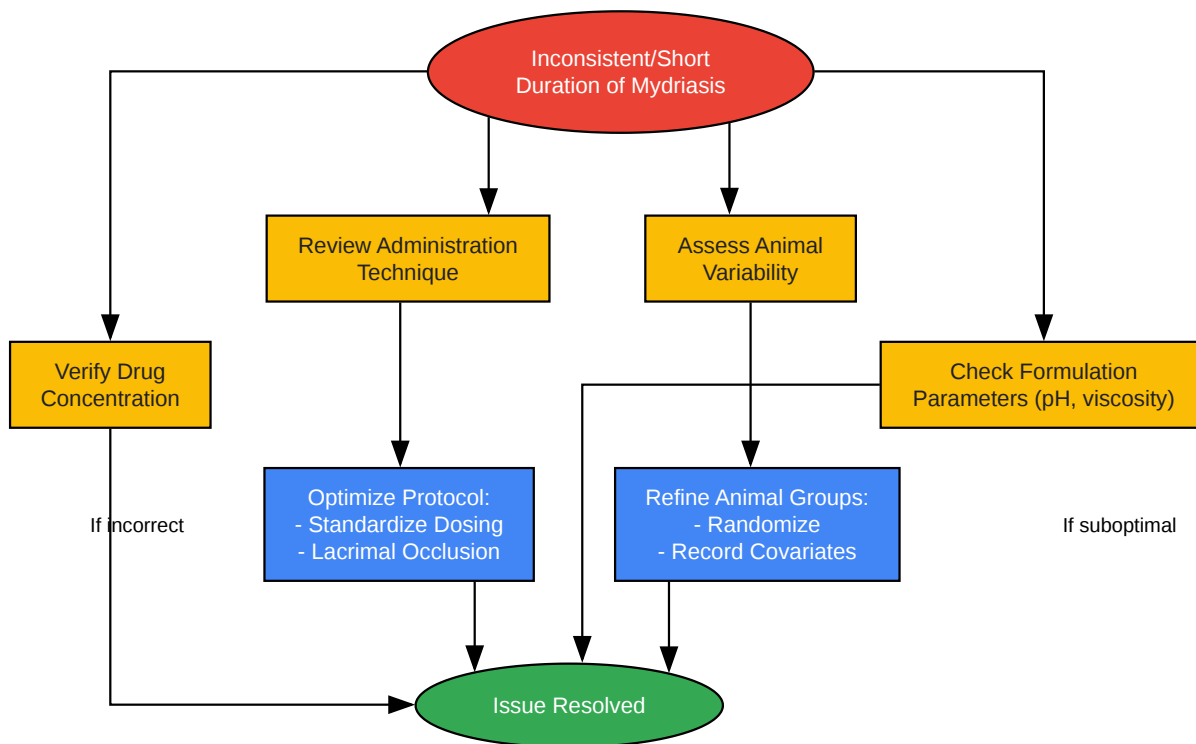 Inconsistent/Short
Duration of Mydriasis
Review Administration
Technique
Assess Animal
Variability
Verify Drug
Concentration
Check Formulation
Parameters (pH, viscosity)
Optimize Protocol:
- Standardize Dosing
- Lacrimal Occlusion
Refine Animal Groups:
- Randomize
- Record Covariates
If incorrect
If suboptimal
Issue Resolved